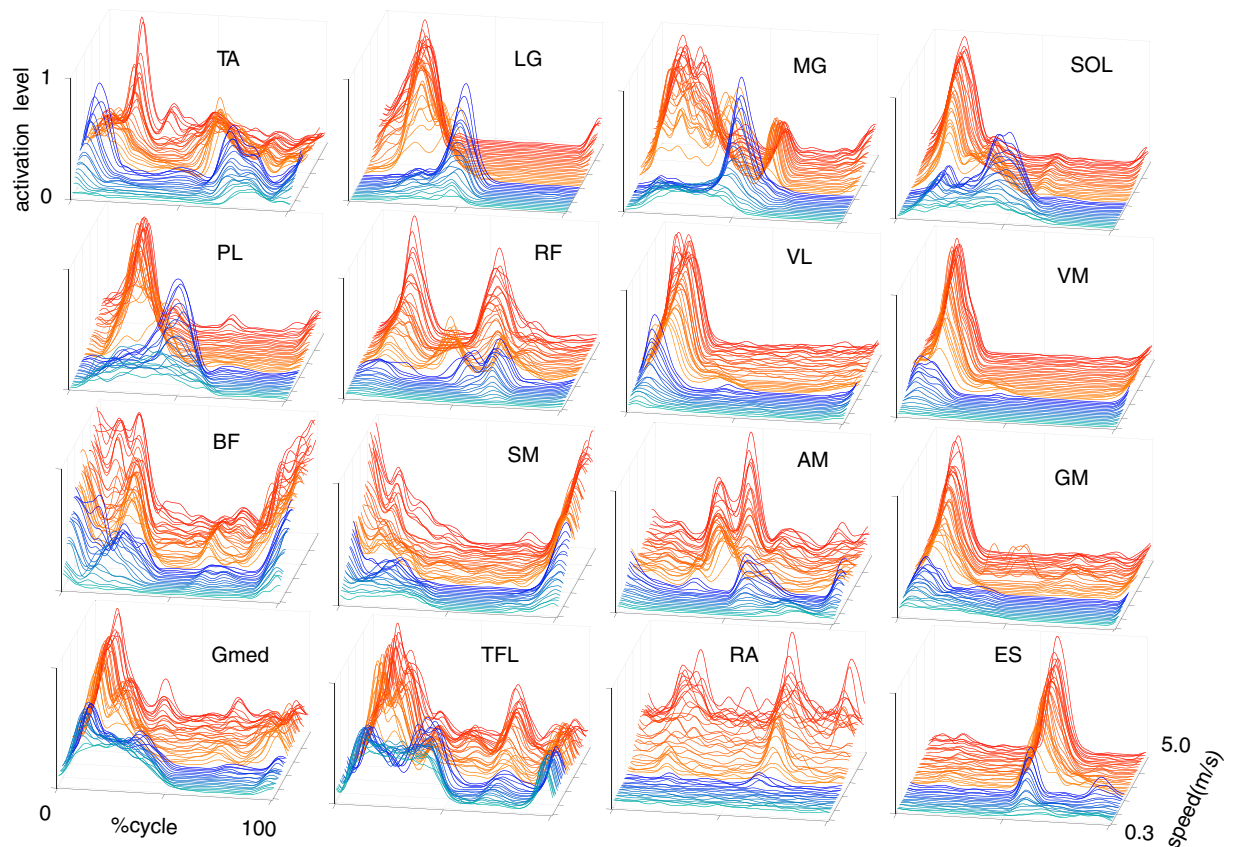 TA
LG
MG
SOL
1
activation level
0
PL
RF
VL
VM
BF
SM
AM
GM
Gmed
TFL
RA
ES
5.0
speed(m/s)
0.3
0
%cycle
100